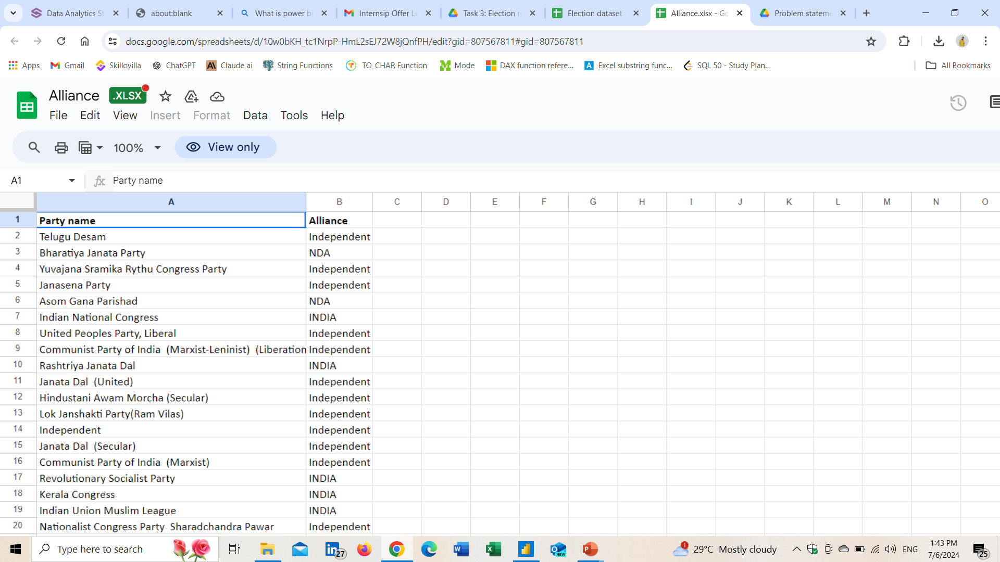 Data Analytics St
about:blank
What is power bi
Internsip Offer Le
Task 3: Election r
Election dataset
Alliance.xlsx - Go
Problem stateme
docs.google.com/spreadsheets/d/10w0bKH_tc1NrpP-HmL2sEJ72W8jQnfPH/edit?gid=807567811#gid=807567811
Apps Gmail Skillovilla ChatGPT Claude ai String Functions TO_CHAR Function Mode DAX function refere... Excel substring func... SQL 50 - Study Plan... All Bookmarks
Alliance .XLSX
File Edit View Insert Format Data Tools Help
100% View only
A1 fx Party name
A B C D E F G H I J K L M N O
1 Party name Alliance
2 Telugu Desam Independent
3 Bharatiya Janata Party NDA
4 Yuvajana Sramika Rythu Congress Party Independent
5 Janasena Party Independent
6 Asom Gana Parishad NDA
7 Indian National Congress INDIA
8 United Peoples Party, Liberal Independent
9 Communist Party of India (Marxist-Leninist) (Liberation Independent
10 Rashtriya Janata Dal INDIA
11 Janata Dal (United) Independent
12 Hindustani Awam Morcha (Secular) Independent
13 Lok Janshakti Party(Ram Vilas) Independent
14 Independent Independent
15 Janata Dal (Secular) Independent
16 Communist Party of India (Marxist) Independent
17 Revolutionary Socialist Party INDIA
18 Kerala Congress INDIA
19 Indian Union Muslim League INDIA
20 Nationalist Congress Party Sharadchandra Pawar Independent
Type here to search 27 NEW 1 29°C Mostly cloudy ENG 1:43 PM
7/6/2024 25